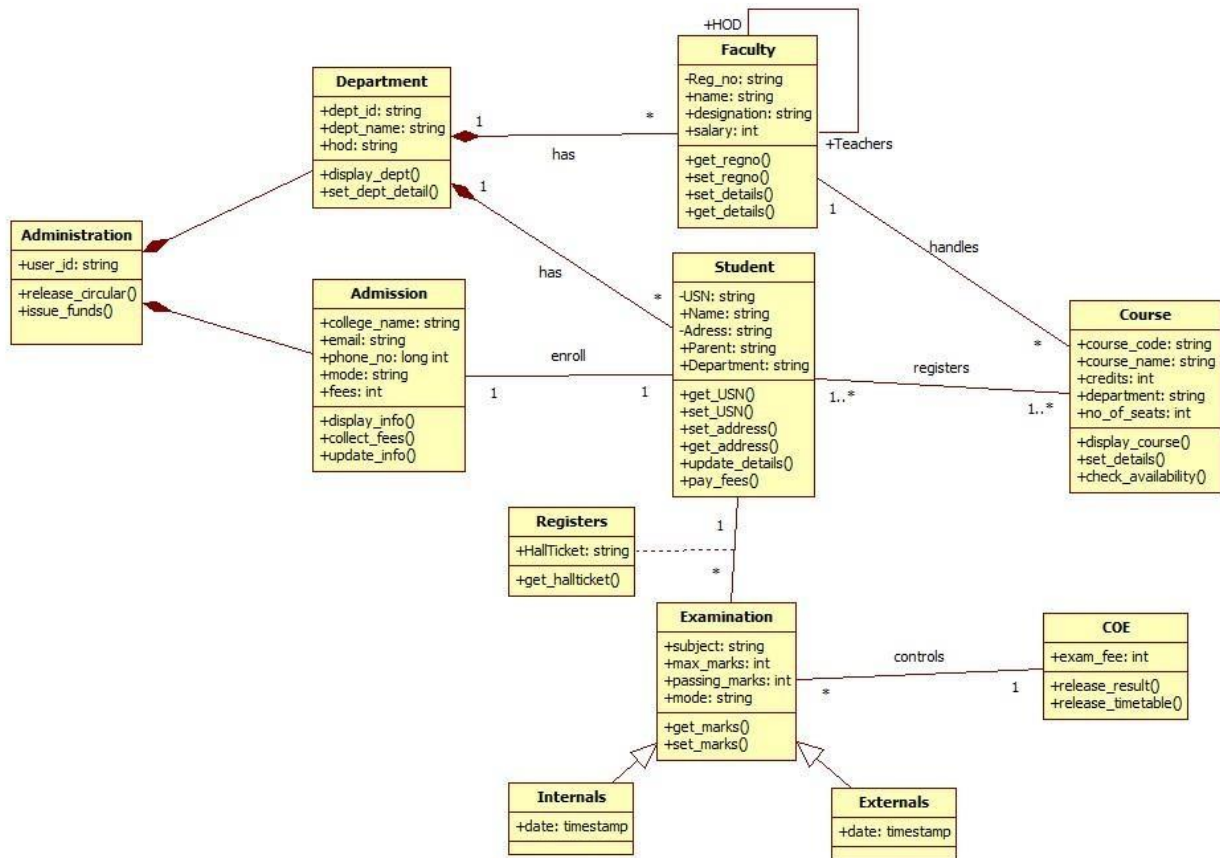 +HOD
Faculty
-Reg_no: string
+name: string
+designation: string
+salary: int
+Teachers
+get_regno()
+set_regno()
+set_details()
+get_details()
Department
+dept_id: string
+dept_name: string
+hod: string
+display_dept()
+set_dept_detail()
1
*
has
1
has
*
1
handles
*
Administration
+user_id: string
+release_circular()
+issue_funds()
Admission
+college_name: string
+email: string
+phone_no: long int
+mode: string
+fees: int
+display_info()
+collect_fees()
+update_info()
enroll
1
1
Student
-USN: string
+Name: string
-Adress: string
+Parent: string
+Department: string
+get_USN()
+set_USN()
+set_address()
+get_address()
+update_details()
+pay_fees()
registers
1..*
1..*
Course
+course_code: string
+course_name: string
+credits: int
+department: string
+no_of_seats: int
+display_course()
+set_details()
+check_availability()
Registers
+HallTicket: string
+get_hallticket()
1
*
Examination
+subject: string
+max_marks: int
+passing_marks: int
+mode: string
+get_marks()
+set_marks()
controls
*
1
COE
+exam_fee: int
+release_result()
+release_timetable()
Internals
+date: timestamp
Externals
+date: timestamp